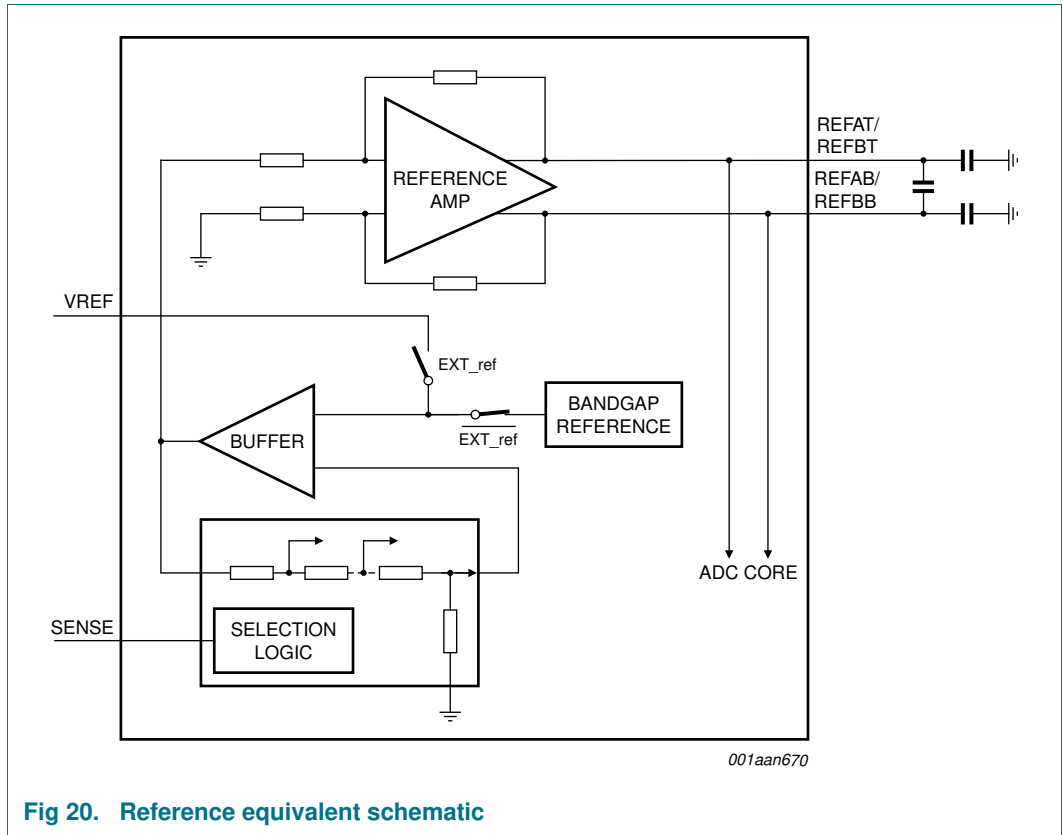 REFAT/
REFBT
REFERENCE
AMP
REFAB/
REFBB
VREF
EXT_ref
BANDGAP
REFERENCE
BUFFER
EXT_ref
ADC CORE
SENSE
SELECTION
LOGIC
001aan670
Fig 20. Reference equivalent schematic